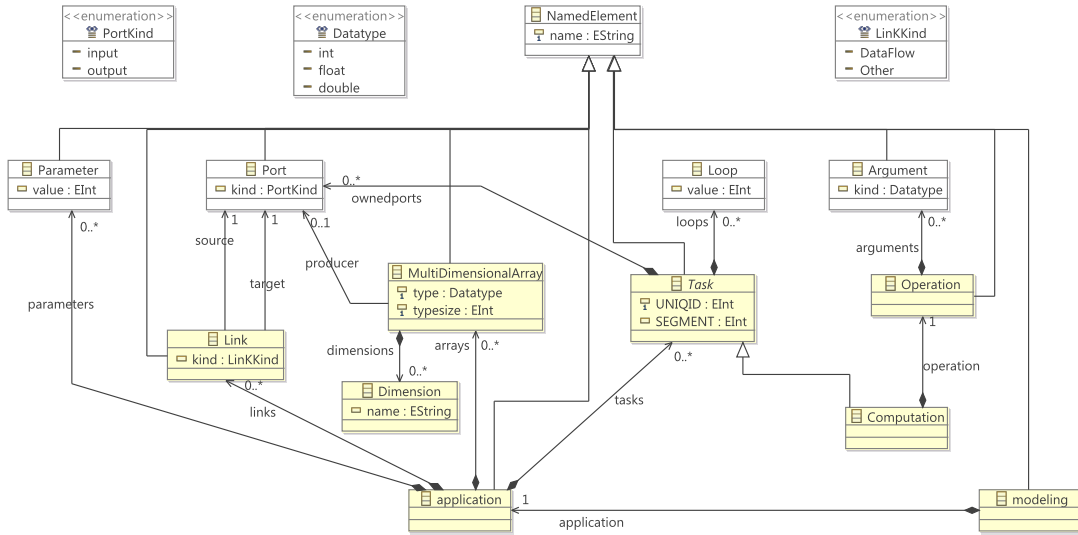 <<enumeration>>
PortKind
input
output
<<enumeration>>
Datatype
int
float
double
NamedElement
name : EString
<<enumeration>>
LinKKind
DataFlow
Other
Parameter
value : EInt
Port
kind : PortKind
Loop
value : EInt
Argument
kind : Datatype
0..*
ownedports
0..*
1
1
0..1
loops
0..*
0..*
source
producer
target
arguments
parameters
MultiDimensionalArray
type : Datatype
typesize : EInt
Task
UNIQID : EInt
SEGMENT : EInt
Operation
1
Link
kind : LinKKind
dimensions
arrays
0..*
0..*
0..*
operation
0..*
links
Dimension
name : EString
tasks
Computation
application
1
application
modeling